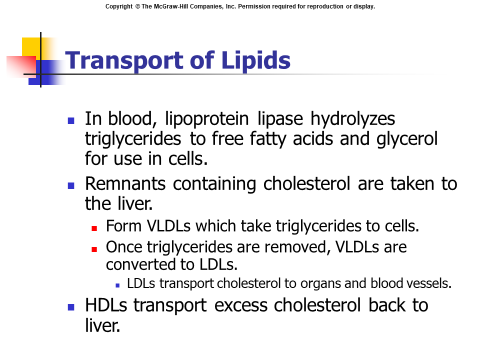 Copyright © The McGraw-Hill Companies, Inc. Permission required for reproduction or display.
Transport of Lipids
In blood, lipoprotein lipase hydrolyzes
triglycerides to free fatty acids and glycerol
for use in cells.
Remnants containing cholesterol are taken to
the liver.
Form VLDLs which take triglycerides to cells.
Once triglycerides are removed, VLDLs are
converted to LDLs.
LDLs transport cholesterol to organs and blood vessels.
HDLs transport excess cholesterol back to
liver.